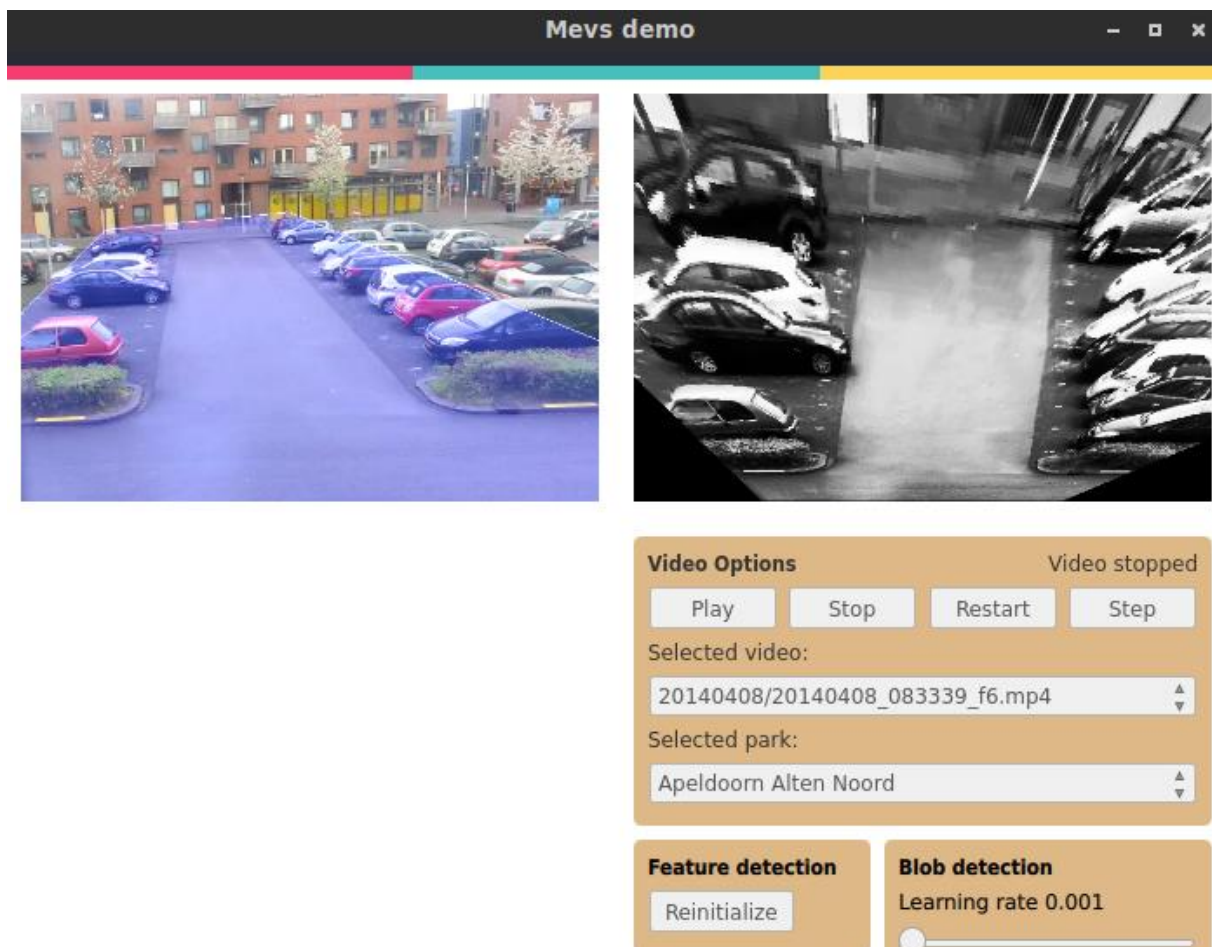 Mevs demo
Video Options
Video stopped
Play Stop Restart Step
Selected video:
20140408/20140408_083339_f6.mp4
Selected park:
Apeldoorn Alten Noord
Feature detection
Reinitialize
Blob detection
Learning rate 0.001